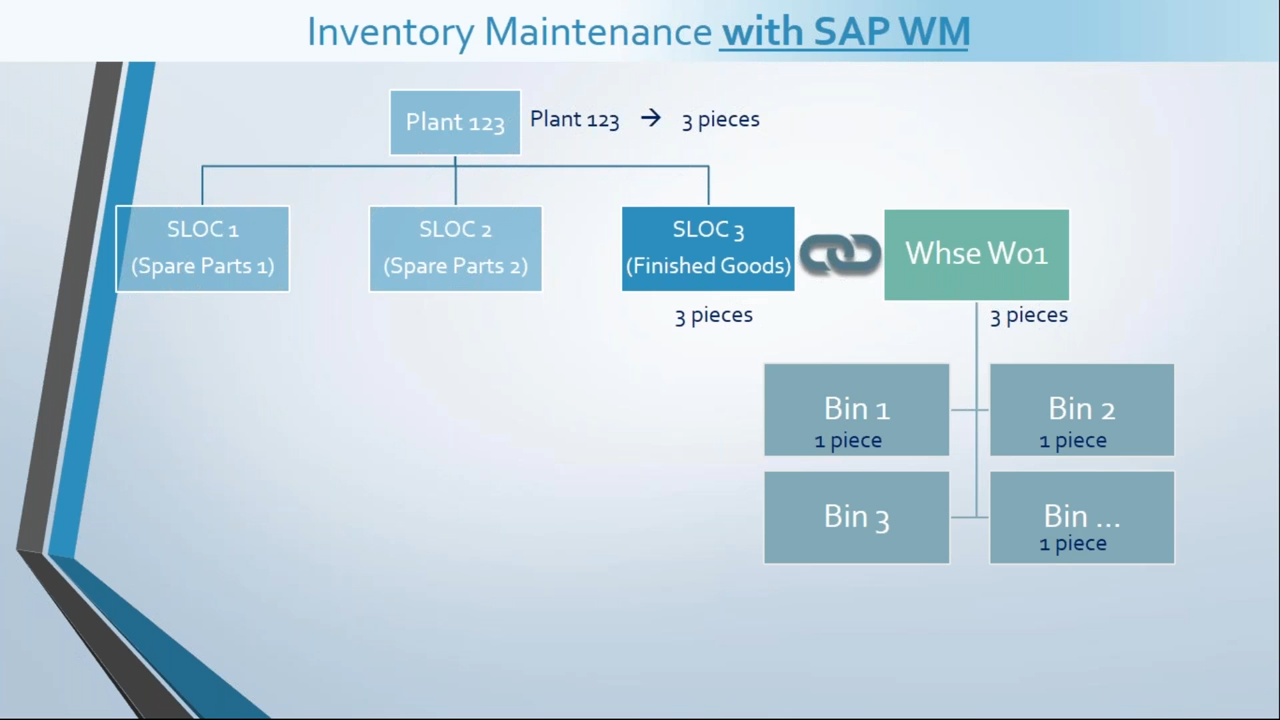 Inventory Maintenance with SAP WM
Plant 123
Plant 123 → 3 pieces
SLOC 1
(Spare Parts 1)
SLOC 2
(Spare Parts 2)
SLOC 3
(Finished Goods)
3 pieces
Whse W01
3 pieces
Bin 1
1 piece
Bin 2
1 piece
Bin 3
Bin ...
1 piece